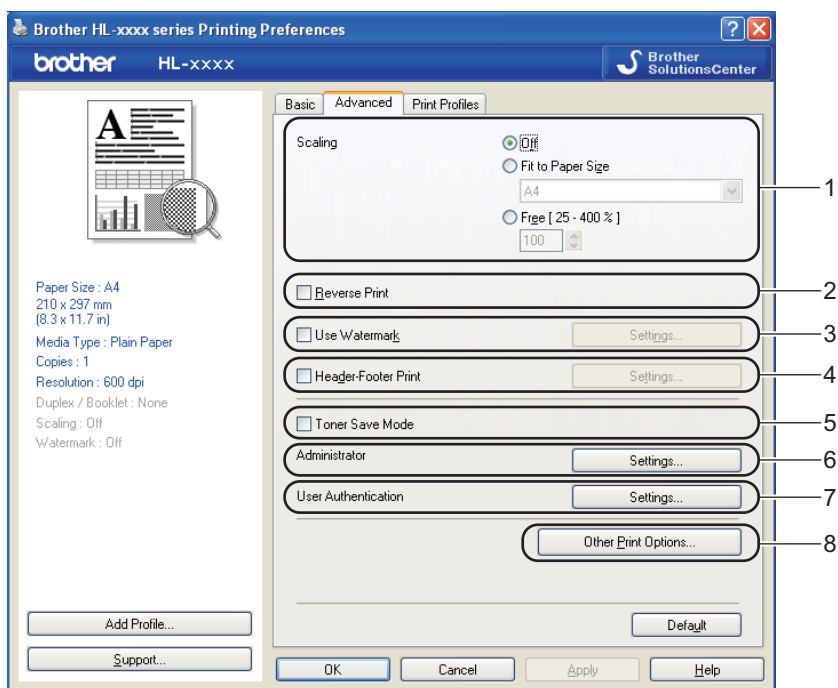 Brother HL-xxxx series Printing Preferences
brother HL-xxxx
Brother
SolutionsCenter
A
Paper Size : A4
210 x 297 mm
(8.3 x 11.7 in)
Media Type : Plain Paper
Copies : 1
Resolution : 600 dpi
Duplex / Booklet : None
Scaling : Off
Watermark : Off
Add Profile...
Support...
Basic Advanced Print Profiles
Scaling
Off
Fit to Paper Size
A4
Free [ 25 - 400 % ]
100
1
Reverse Print
2
Use Watermark Settings...
3
Header-Footer Print Settings...
4
Toner Save Mode
5
Administrator Settings...
6
User Authentication Settings...
7
Other Print Options...
8
Default
OK Cancel Apply Help